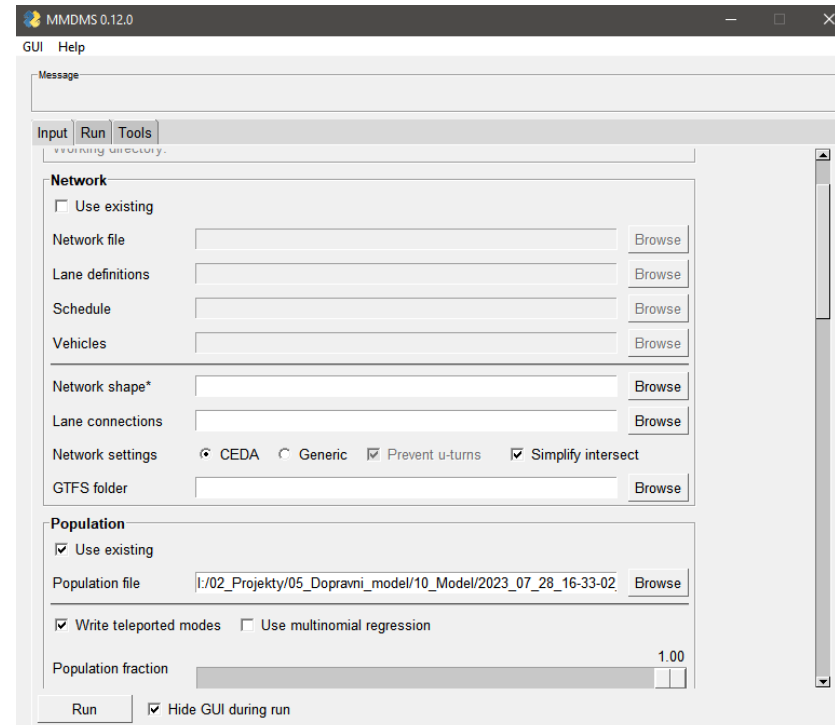 MMDMS 0.12.0
GUI Help
Message
Input Run Tools
Working directory:
Network
Use existing
Network file Browse
Lane definitions Browse
Schedule Browse
Vehicles Browse
Network shape* Browse
Lane connections Browse
Network settings CEDA Generic Prevent u-turns Simplify intersect
GTFS folder Browse
Population
Use existing
Population file I:/02_Projekty/05_Dopravni_model/10_Model/2023_07_28_16-33-02_ Browse
Write teleported modes Use multinomial regression
1.00
Population fraction
Run Hide GUI during run